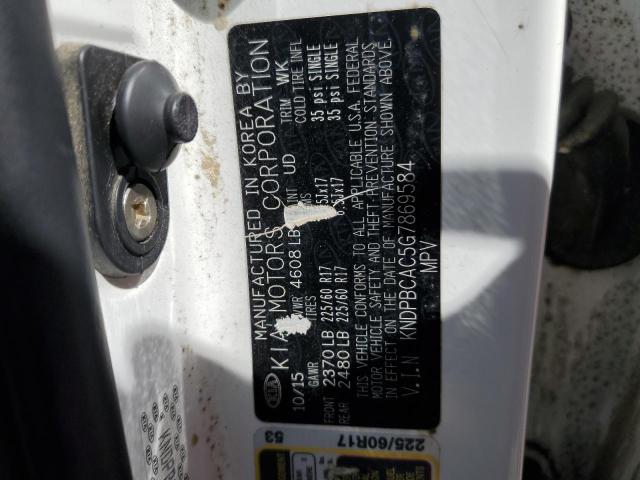 MANUFACTURED IN KOREA BY
KIA MOTORS CORPORATION
10/15 4608 LB UD TRIM WK
GAWR TIRES COLD TIRE INFL
FRONT 2370 LB 225/60 R17 35 psi SINGLE
REAR 2480 LB 225/60 R17 35 psi SINGLE
THIS VEHICLE CONFORMS TO ALL APPLICABLE U.S.A. FEDERAL
MOTOR VEHICLE SAFETY AND THEFT PREVENTION STANDARDS
IN EFFECT ON THE DATE OF MANUFACTURE SHOWN ABOVE.
V.I.N KNDPBCAC5G7869584
MPV
KIA
225/60R17
53